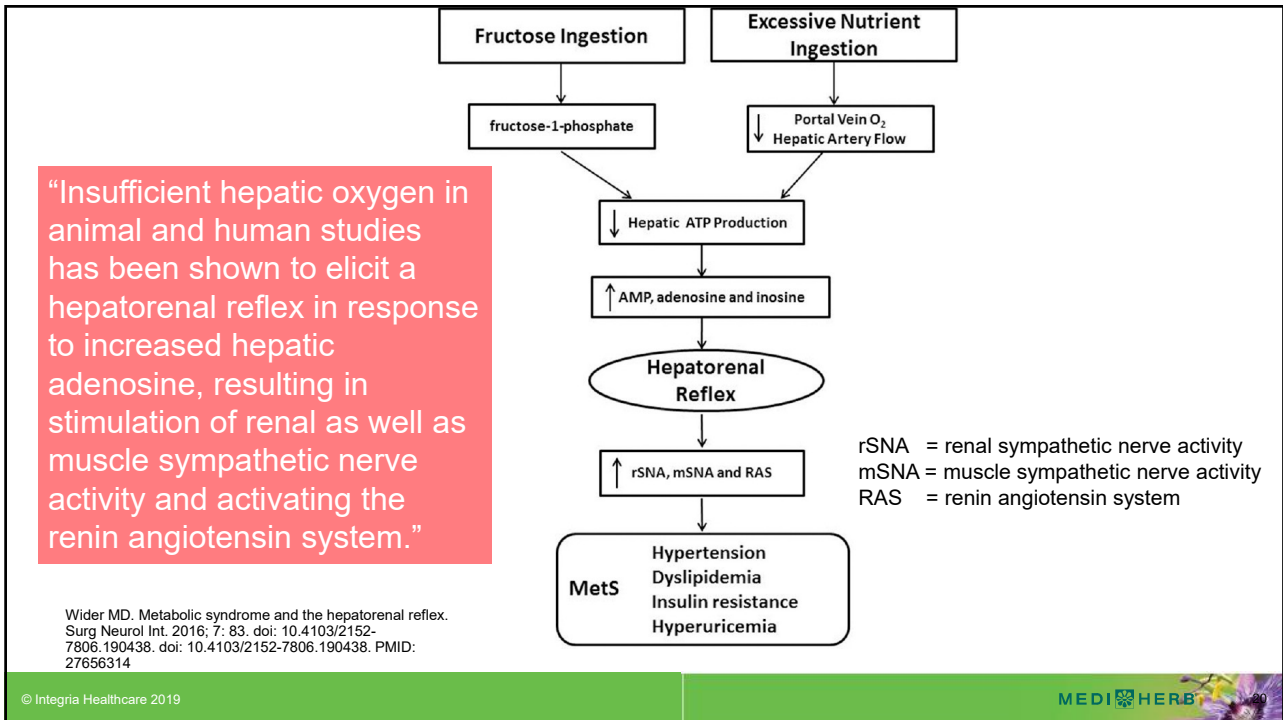 Fructose Ingestion
Excessive Nutrient
Ingestion
fructose-1-phosphate
↓ Portal Vein O₂
Hepatic Artery Flow
“Insufficient hepatic oxygen in
animal and human studies
has been shown to elicit a
hepatorenal reflex in response
to increased hepatic
adenosine, resulting in
stimulation of renal as well as
muscle sympathetic nerve
activity and activating the
renin angiotensin system.”
↓ Hepatic ATP Production
↑ AMP, adenosine and inosine
Hepatorenal
Reflex
↑ rSNA, mSNA and RAS
rSNA = renal sympathetic nerve activity
mSNA = muscle sympathetic nerve activity
RAS = renin angiotensin system
MetS
Hypertension
Dyslipidemia
Insulin resistance
Hyperuricemia
Wider MD. Metabolic syndrome and the hepatorenal reflex.
Surg Neurol Int. 2016; 7: 83. doi: 10.4103/2152-
7806.190438. doi: 10.4103/2152-7806.190438. PMID:
27656314
© Integria Healthcare 2019
MEDI HERB
20